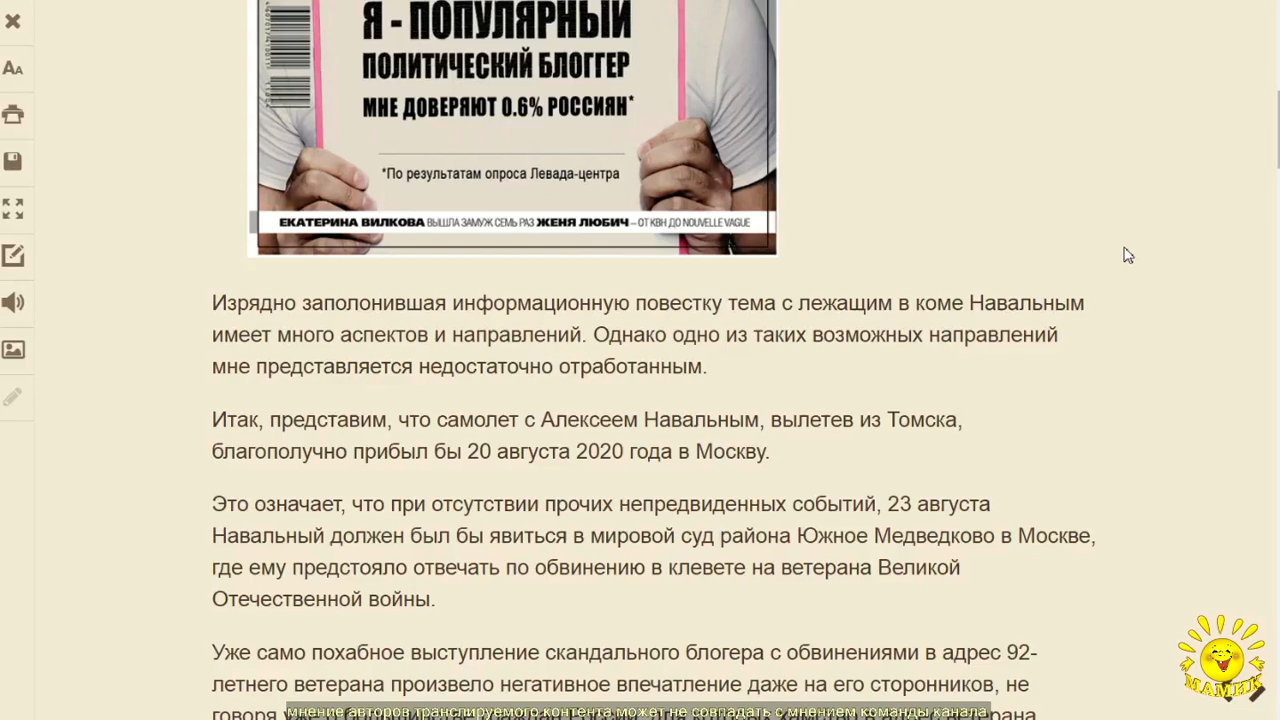 Я - ПОПУЛЯРНЫЙ
ПОЛИТИЧЕСКИЙ БЛОГГЕР
МНЕ ДОВЕРЯЮТ 0.6% РОССИЯН*
*По результатам опроса Левада-центра
ЕКАТЕРИНА ВИЛКОВА ВЫШЛА ЗАМУЖ СЕМЬ РАЗ ЖЕНЯ ЛЮБИЧ – ОТ КВН ДО NOUVELLE VAGUE
Изрядно заполонившая информационную повестку тема с лежащим в коме Навальным
имеет много аспектов и направлений. Однако одно из таких возможных направлений
мне представляется недостаточно отработанным.
Итак, представим, что самолет с Алексеем Навальным, вылетев из Томска,
благополучно прибыл бы 20 августа 2020 года в Москву.
Это означает, что при отсутствии прочих непредвиденных событий, 23 августа
Навальный должен был бы явиться в мировой суд района Южное Медведково в Москве,
где ему предстояло отвечать по обвинению в клевете на ветерана Великой
Отечественной войны.
Уже само похабное выступление скандального блогера с обвинениями в адрес 92-
летнего ветерана произвело негативное впечатление даже на его сторонников, не
говоря уже о
мнение авторов транслируемого контента может не совпадать с мнением команды канала
МАМИК
AA